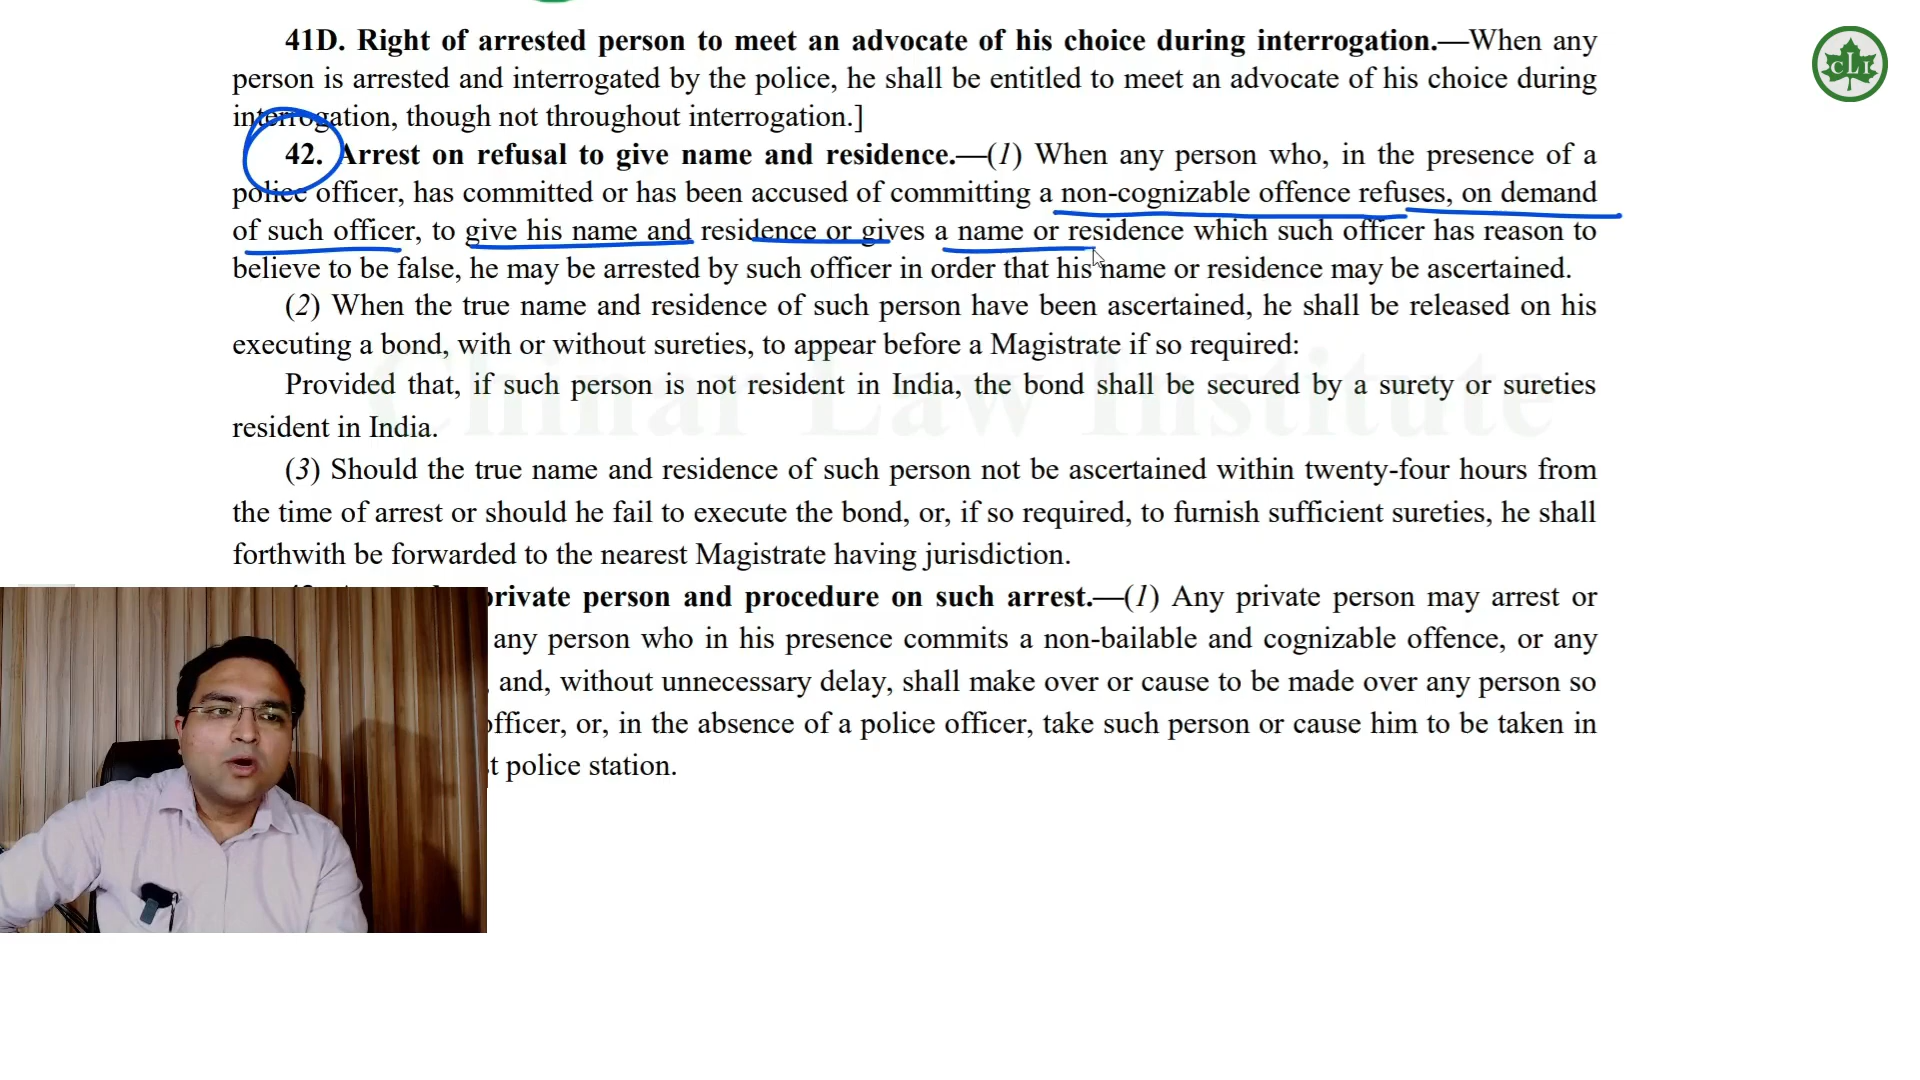 41D. Right of arrested person to meet an advocate of his choice during interrogation.—When any
person is arrested and interrogated by the police, he shall be entitled to meet an advocate of his choice during
interrogation, though not throughout interrogation.]
42. Arrest on refusal to give name and residence.—(1) When any person who, in the presence of a
police officer, has committed or has been accused of committing a non-cognizable offence refuses, on demand
of such officer, to give his name and residence or gives a name or residence which such officer has reason to
believe to be false, he may be arrested by such officer in order that his name or residence may be ascertained.
(2) When the true name and residence of such person have been ascertained, he shall be released on his
executing a bond, with or without sureties, to appear before a Magistrate if so required:
Provided that, if such person is not resident in India, the bond shall be secured by a surety or sureties
resident in India.
(3) Should the true name and residence of such person not be ascertained within twenty-four hours from
the time of arrest or should he fail to execute the bond, or, if so required, to furnish sufficient sureties, he shall
forthwith be forwarded to the nearest Magistrate having jurisdiction.
private person and procedure on such arrest.—(1) Any private person may arrest or
any person who in his presence commits a non-bailable and cognizable offence, or any
, and, without unnecessary delay, shall make over or cause to be made over any person so
officer, or, in the absence of a police officer, take such person or cause him to be taken in
police station.
Chinar Law Institute
CLI